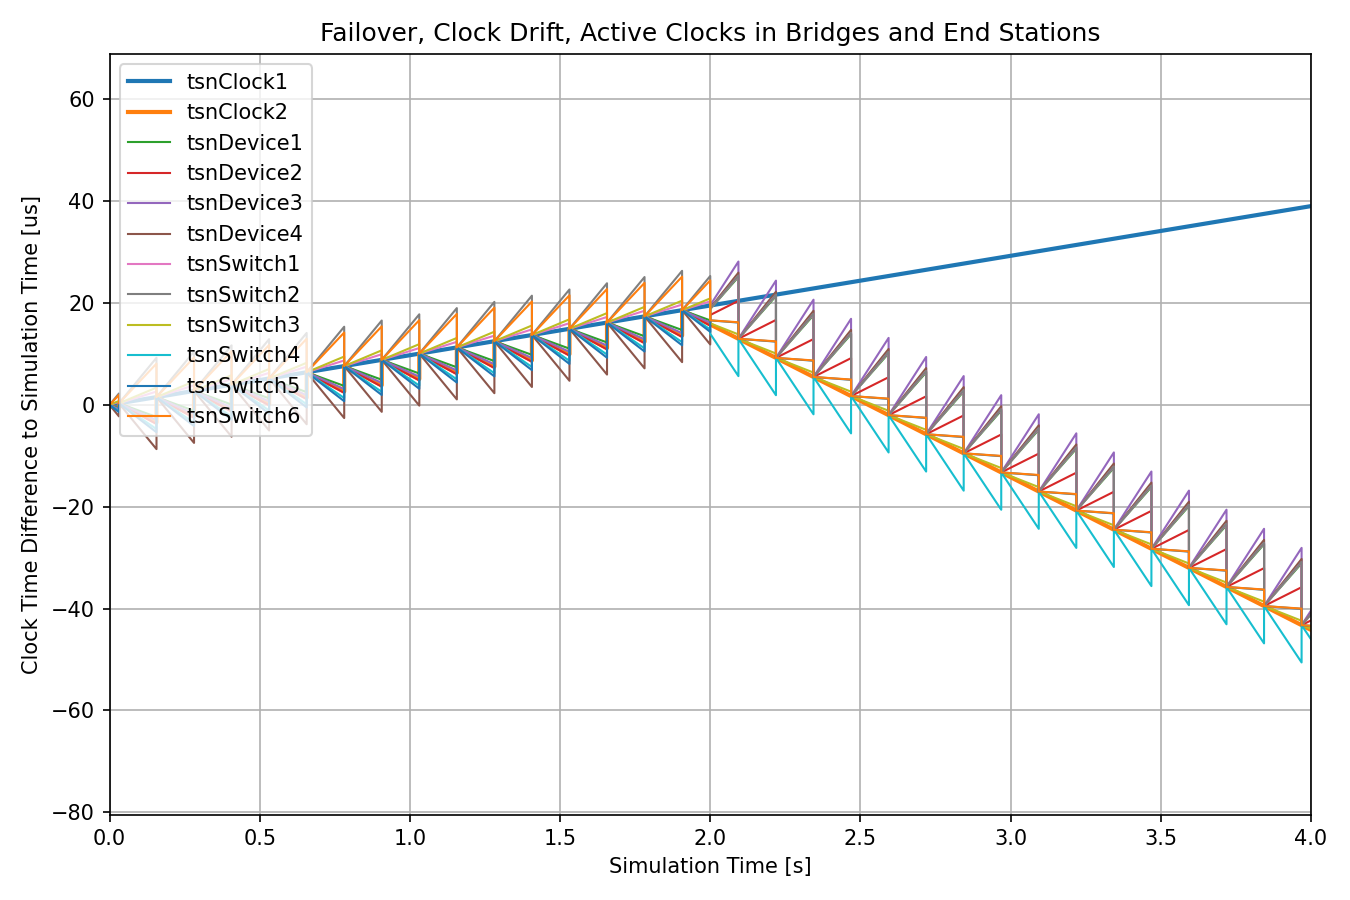 Failover, Clock Drift, Active Clocks in Bridges and End Stations
Clock Time Difference to Simulation Time [us]
60
40
20
0
−20
−40
−60
−80
tsnClock1
tsnClock2
tsnDevice1
tsnDevice2
tsnDevice3
tsnDevice4
tsnSwitch1
tsnSwitch2
tsnSwitch3
tsnSwitch4
tsnSwitch5
tsnSwitch6
0.0 0.5 1.0 1.5 2.0 2.5 3.0 3.5 4.0
Simulation Time [s]